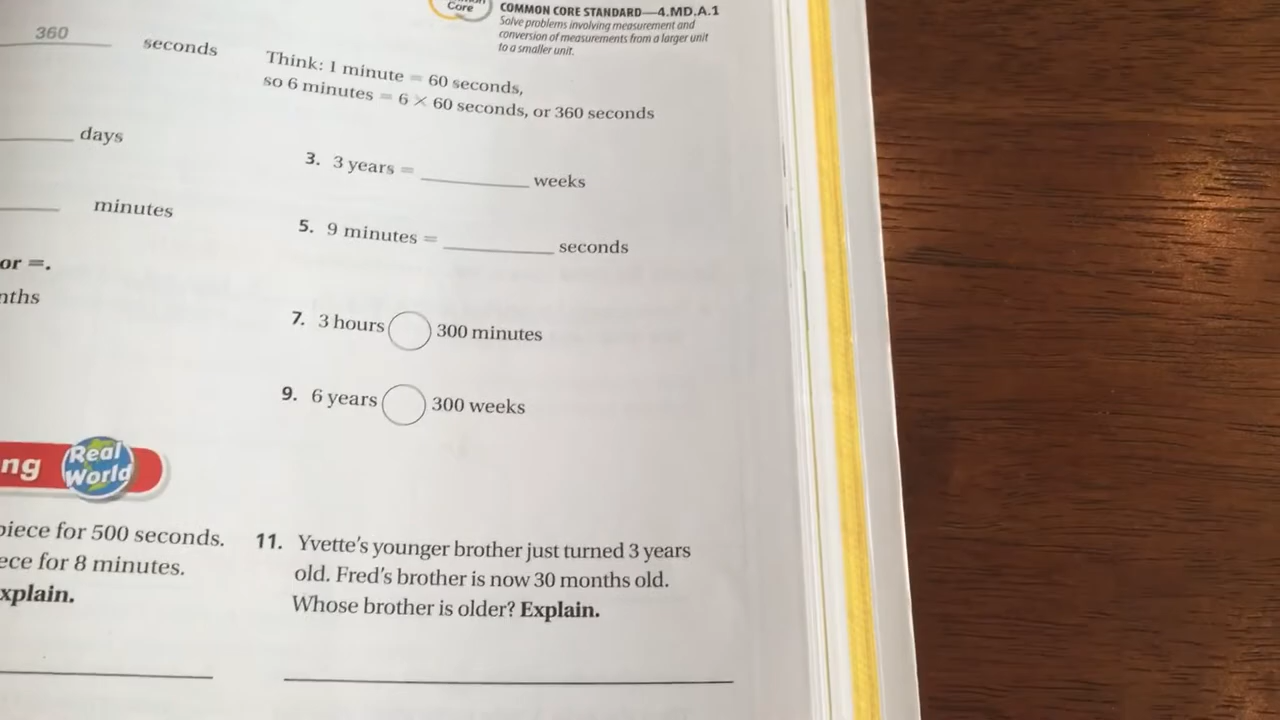 Core
COMMON CORE STANDARD—4.MD.A.1
Solve problems involving measurement and
conversion of measurements from a larger unit
to a smaller unit.
360 seconds
Think: 1 minute = 60 seconds,
so 6 minutes = 6 × 60 seconds, or 360 seconds
days
3. 3 years = ________ weeks
minutes
5. 9 minutes = ________ seconds
or =.
nths
7. 3 hours ◯ 300 minutes
9. 6 years ◯ 300 weeks
ng Real World
piece for 500 seconds.
ece for 8 minutes.
xplain.
11. Yvette's younger brother just turned 3 years
old. Fred's brother is now 30 months old.
Whose brother is older? Explain.